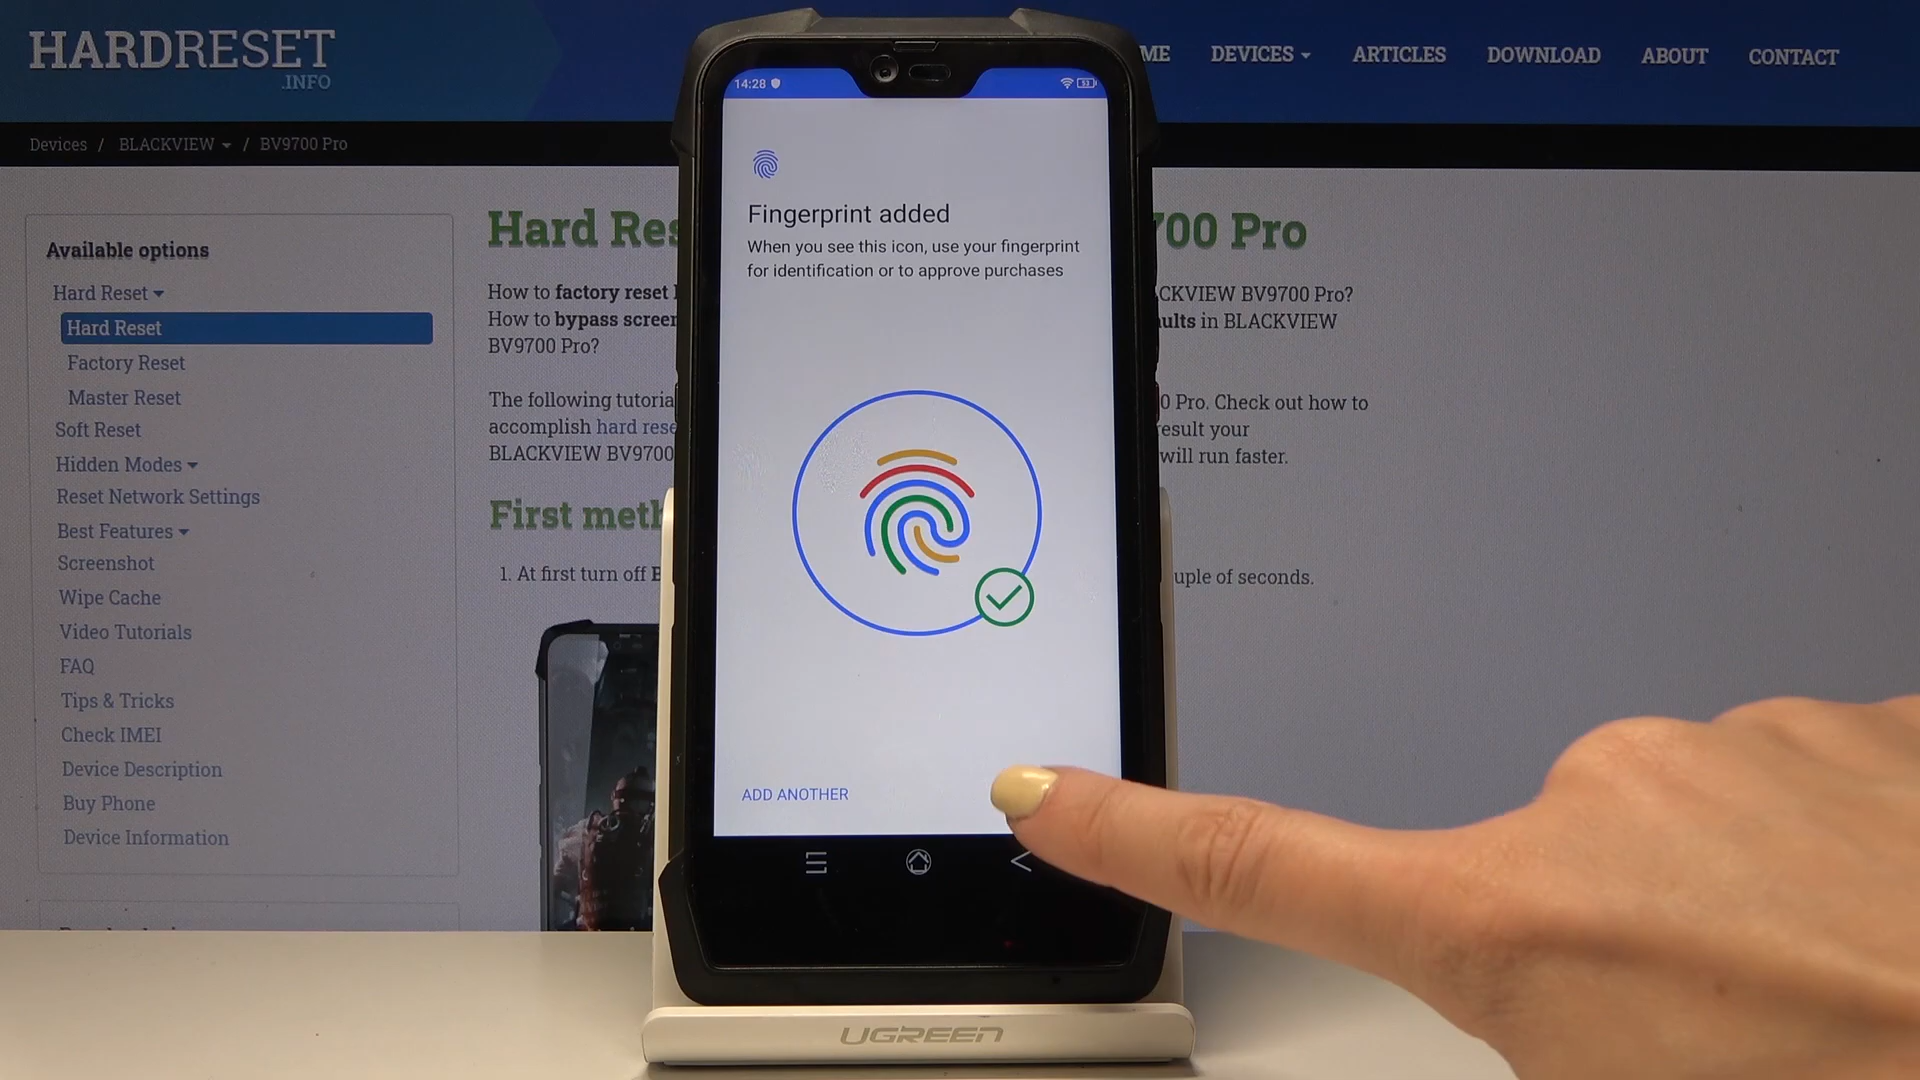 HARDRESET
.INFO
ME DEVICES ARTICLES DOWNLOAD ABOUT CONTACT
Devices / BLACKVIEW / BV9700 Pro
Available options
Hard Reset
Hard Reset
Factory Reset
Master Reset
Soft Reset
Hidden Modes
Reset Network Settings
Best Features
Screenshot
Wipe Cache
Video Tutorials
FAQ
Tips & Tricks
Check IMEI
Device Description
Buy Phone
Device Information
Hard Res
700 Pro
How to factory reset
CKVIEW BV9700 Pro?
How to bypass screen
aults in BLACKVIEW
BV9700 Pro?
The following tutoria
0 Pro. Check out how to
accomplish hard rese
result your
BLACKVIEW BV9700
will run faster.
First meth
1. At first turn off B
uple of seconds.
14:28
53
Fingerprint added
When you see this icon, use your fingerprint
for identification or to approve purchases
ADD ANOTHER
UGREEN